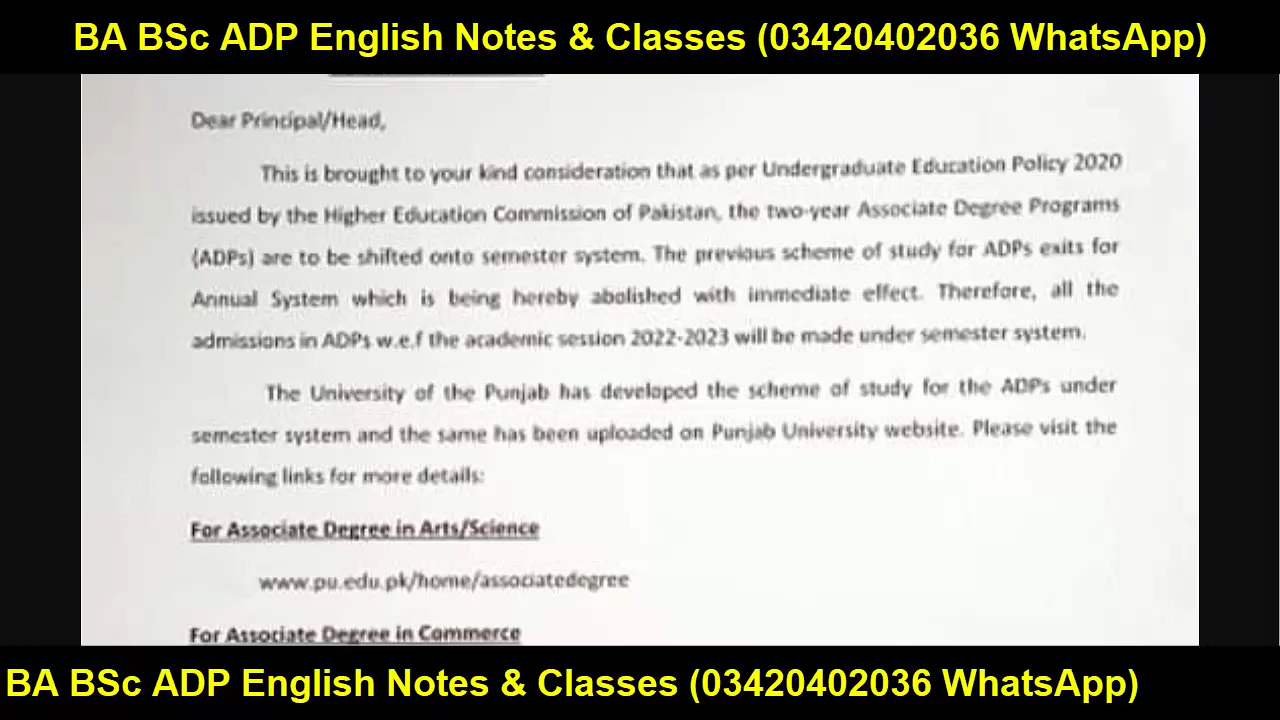 BA BSc ADP English Notes & Classes (03420402036 WhatsApp)
Dear Principal/Head,
This is brought to your kind consideration that as per Undergraduate Education Policy 2020
issued by the Higher Education Commission of Pakistan, the two-year Associate Degree Programs
(ADPs) are to be shifted onto semester system. The previous scheme of study for ADPs exits for
Annual System which is being hereby abolished with immediate effect. Therefore, all the
admissions in ADPs w.e.f the academic session 2022-2023 will be made under semester system.
The University of the Punjab has developed the scheme of study for the ADPs under
semester system and the same has been uploaded on Punjab University website. Please visit the
following links for more details:
For Associate Degree in Arts/Science
www.pu.edu.pk/home/associatedegree
For Associate Degree in Commerce
BA BSc ADP English Notes & Classes (03420402036 WhatsApp)